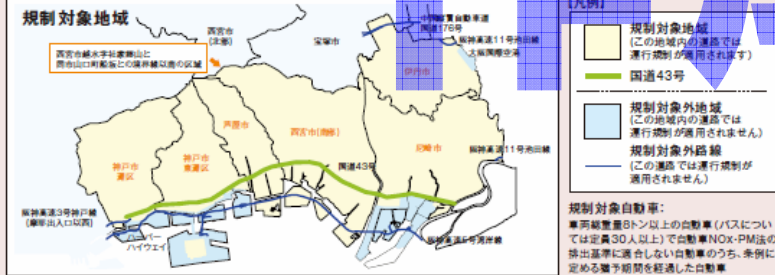 規制対象地域
西宮市
(北部)
宝塚市
中国縦貫自動車道
国道176号
阪神高速11号池田線
大阪国際空港
西宮市越水字社家郷山と
同市山口町船坂との境界線以南の区域
伊丹市
芦屋市
西宮市(南部)
尼崎市
神戸市
灘区
神戸市
東灘区
国道43号
阪神高速11号池田線
阪神高速3号神戸線
(摩耶出入口以西)
ハーバー
ハイウェイ
阪神高速5号湾岸線
【凡例】
規制対象地域
(この地域内の道路では
運行規制が適用されます)
国道43号
規制対象外地域
(この地域内の道路では
運行規制が適用されません)
規制対象外路線
(この道路では運行規制が
適用されません)
規制対象自動車：
車両総重量8トン以上の自動車(バスについ
ては定員30人以上)で自動車NOx･PM法の
排出基準に適合しない自動車のうち、条例に
定める猶予期間を経過した自動車